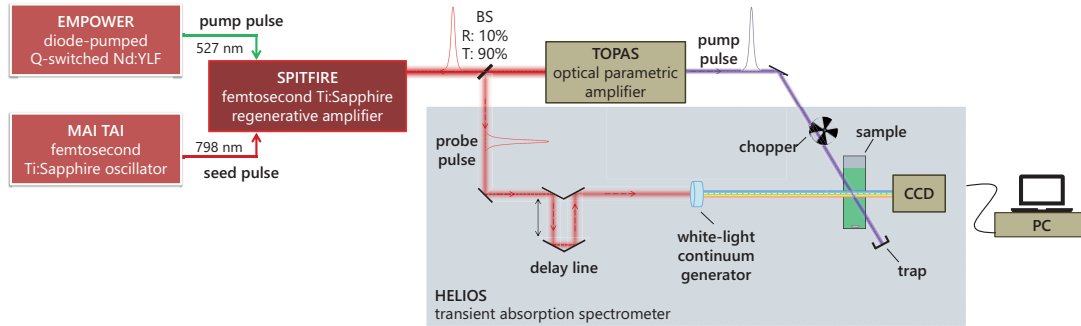 EMPOWER
diode-pumped
Q-switched Nd:YLF
pump pulse
527 nm
MAI TAI
femtosecond
Ti:Sapphire oscillator
798 nm
seed pulse
SPITFIRE
femtosecond Ti:Sapphire
regenerative amplifier
BS
R: 10%
T: 90%
TOPAS
optical parametric
amplifier
pump
pulse
probe
pulse
chopper
sample
CCD
PC
delay line
white-light
continuum
generator
trap
HELIOS
transient absorption spectrometer